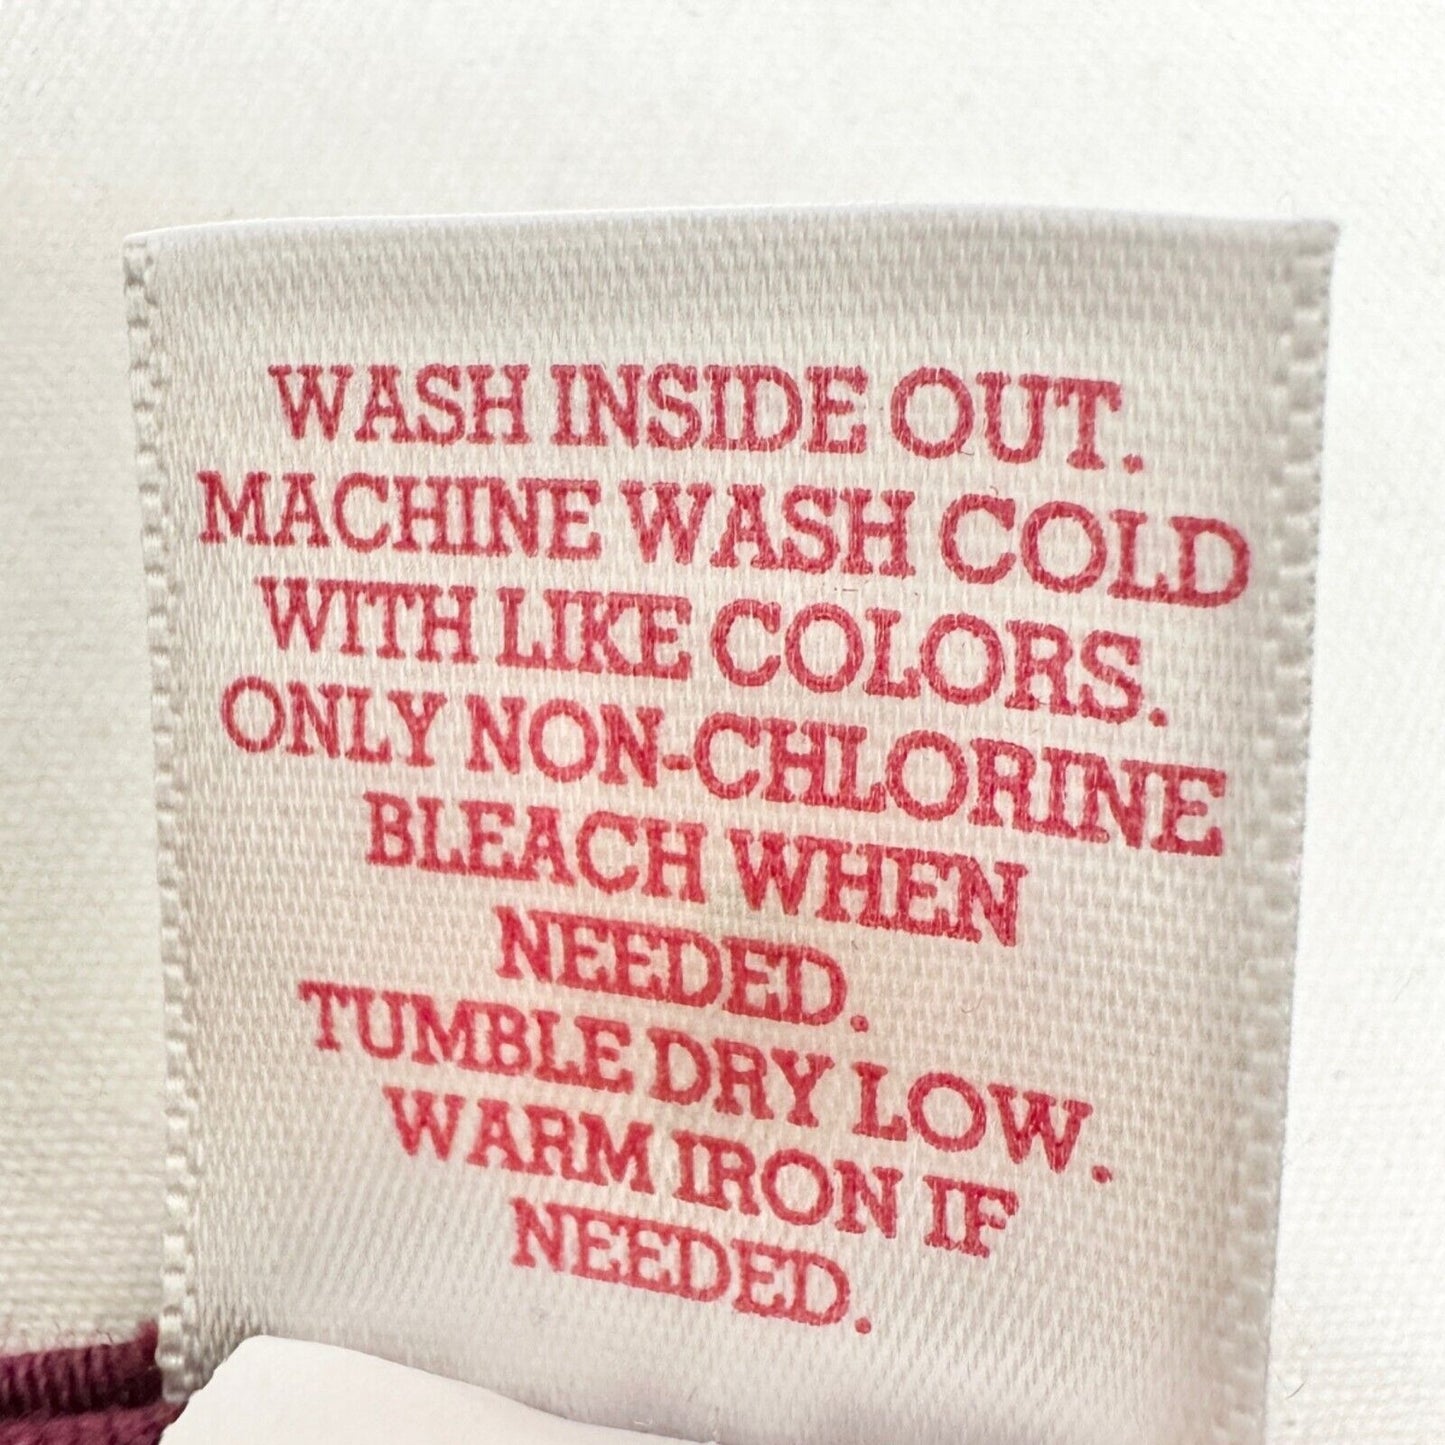 WASH INSIDE OUT.
MACHINE WASH COLD
WITH LIKE COLORS.
ONLY NON-CHLORINE
BLEACH WHEN
NEEDED.
TUMBLE DRY LOW.
WARM IRON IF
NEEDED.